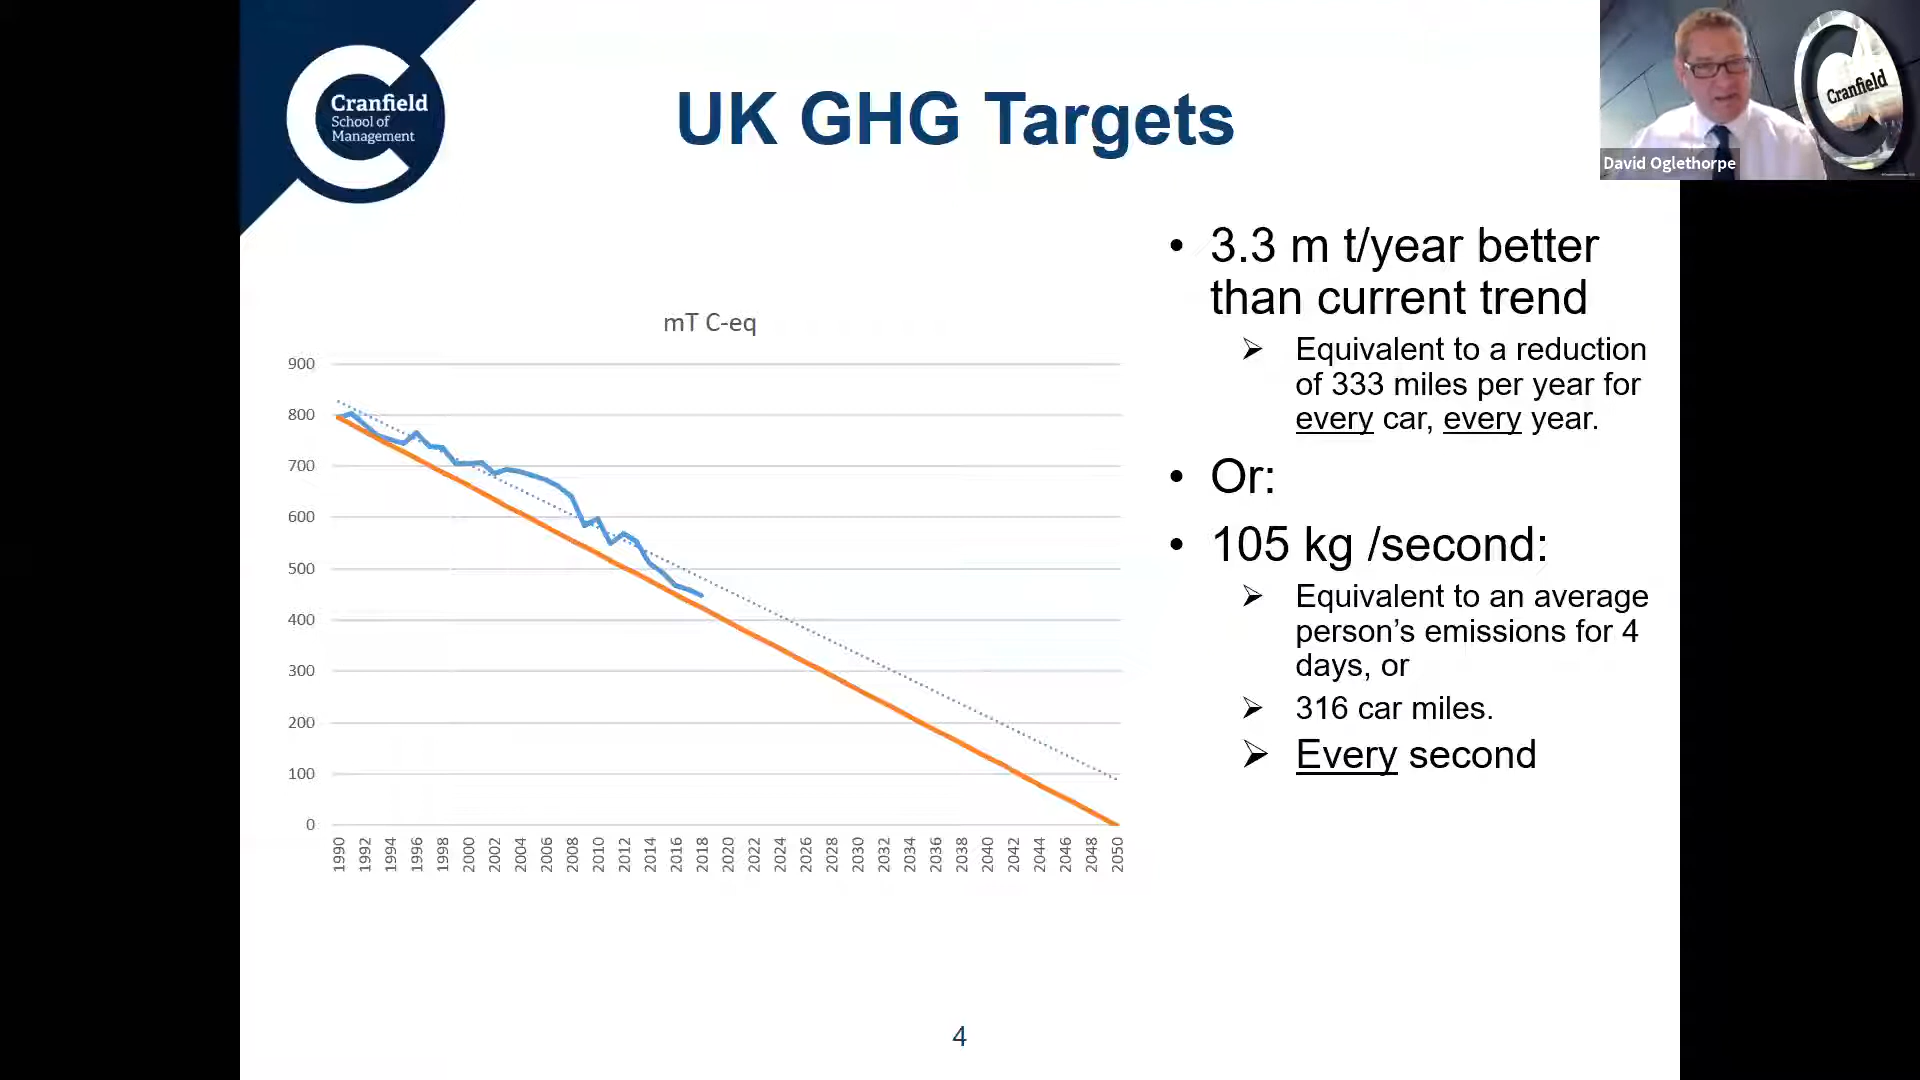 Cranfield
School of
Management
UK GHG Targets
Cranfield
David Oglethorpe
mT C-eq
900
800
700
600
500
400
300
200
100
0
1990
1992
1994
1996
1998
2000
2002
2004
2006
2008
2010
2012
2014
2016
2018
2020
2022
2024
2026
2028
2030
2032
2034
2036
2038
2040
2042
2044
2046
2048
2050
• 3.3 m t/year better
than current trend
➢ Equivalent to a reduction
of 333 miles per year for
every car, every year.
• Or:
• 105 kg /second:
➢ Equivalent to an average
person’s emissions for 4
days, or
➢ 316 car miles.
➢ Every second
4